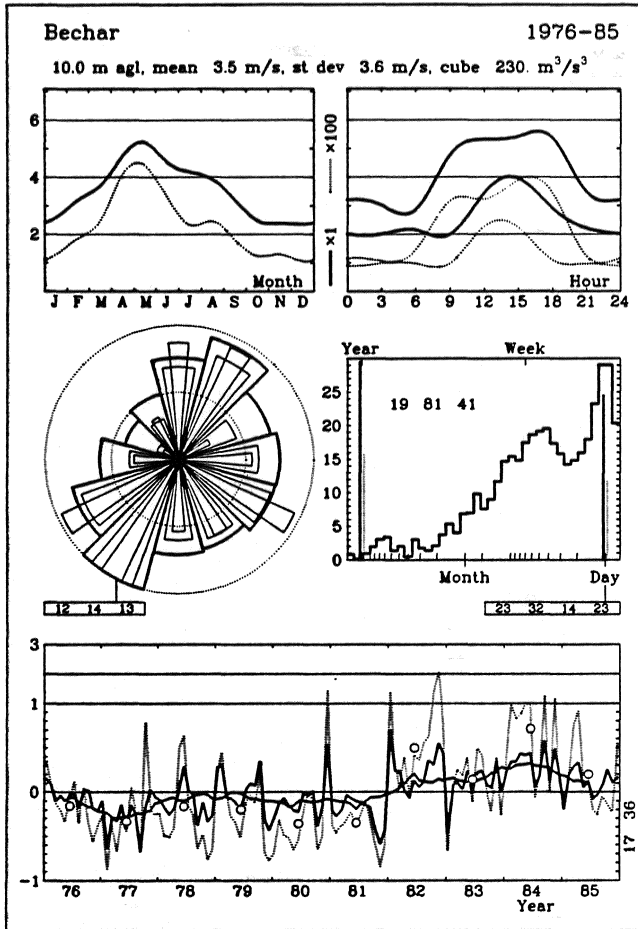 Bechar 1976-85
10.0 m agl, mean 3.5 m/s, st dev 3.6 m/s, cube 230. m³/s³
6
4
2
×1 ×100
Month
J F M A M J J A S O N D
Hour
0 3 6 9 12 15 18 21 24
Year Week
25
20
15
10
5
0
19 81 41
Month Day
12 14 13
23 32 14 23
3
1
0
-1
76 77 78 79 80 81 82 83 84 85
Year
17 36